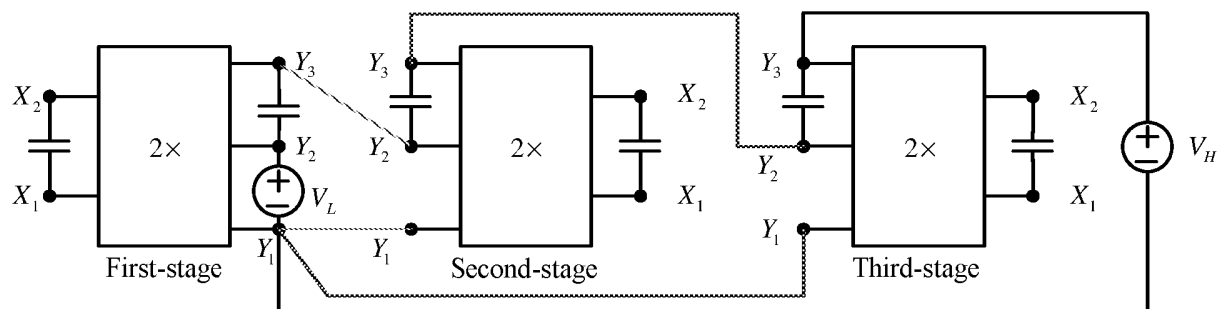 Y₃ Y₃ Y₃
X₂ X₂ X₂
2× Y₂ Y₂ 2× Y₂ 2× V_H
X₁ V_L X₁ X₁
Y₁ Y₁ Y₁
First-stage Second-stage Third-stage